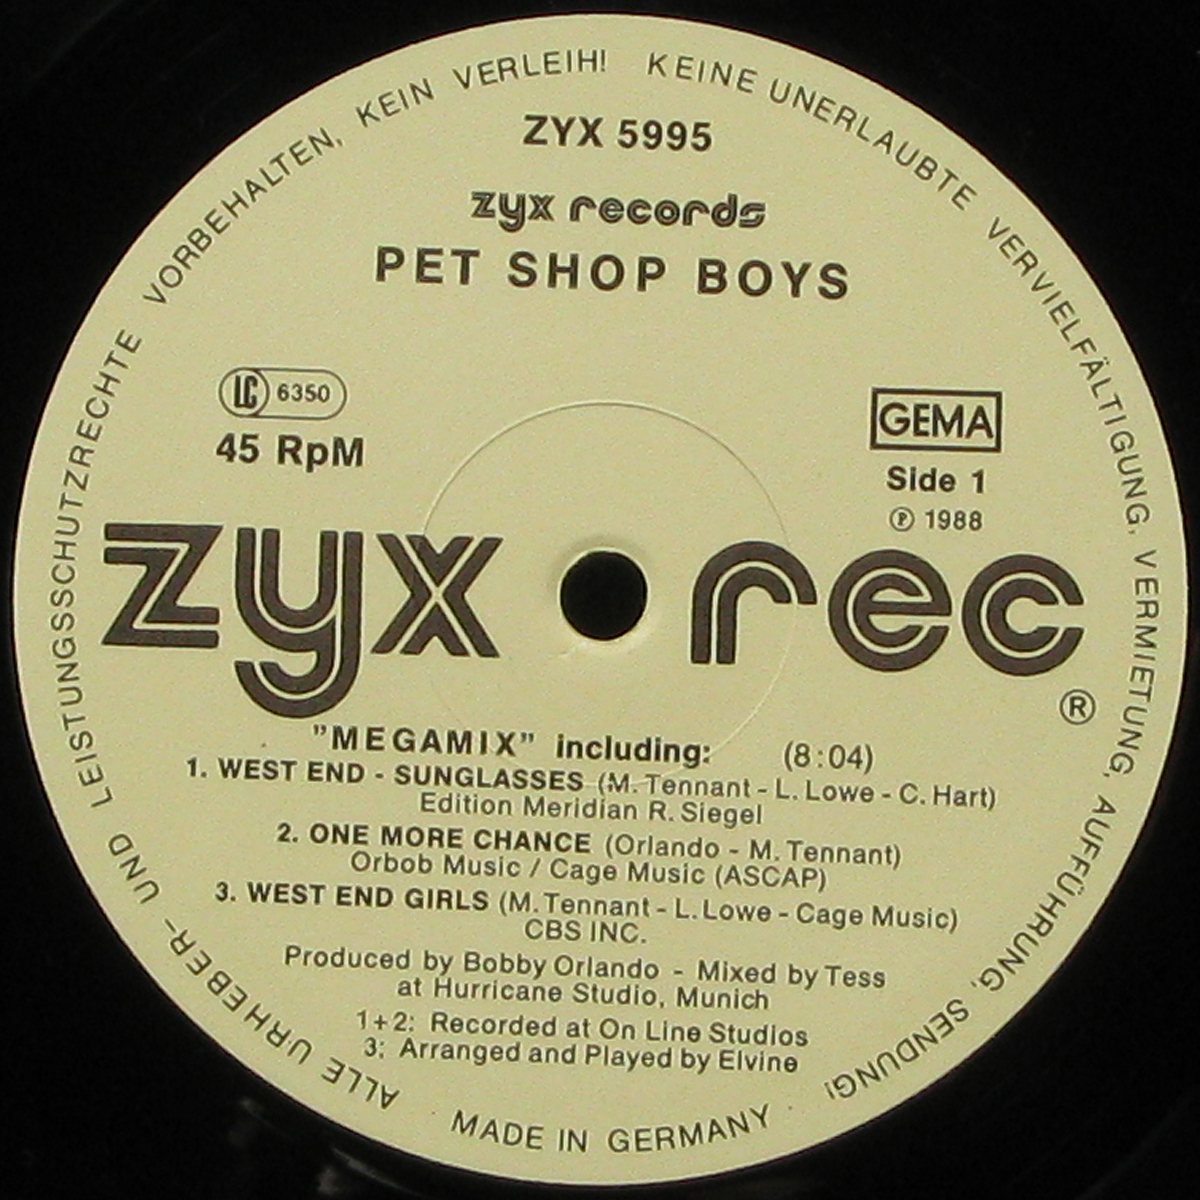 ALLE URHEBER- UND LEISTUNGSSCHUTZRECHTE VORBEHALTEN, KEIN VERLEIH! KEINE UNERLAUBTE VERVIELFÄLTIGUNG, VERMIETUNG, AUFFÜHRUNG, SENDUNG!
ZYX 5995
zyx records
PET SHOP BOYS
LC 6350
45 RpM
GEMA
Side 1
Ⓟ 1988
zyx rec
®
"MEGAMIX" including: (8:04)
1. WEST END - SUNGLASSES (M. Tennant - L. Lowe - C. Hart)
Edition Meridian R. Siegel
2. ONE MORE CHANCE (Orlando - M. Tennant)
Orbob Music / Cage Music (ASCAP)
3. WEST END GIRLS (M. Tennant - L. Lowe - Cage Music)
CBS INC.
Produced by Bobby Orlando - Mixed by Tess
at Hurricane Studio, Munich
1+2: Recorded at On Line Studios
3: Arranged and Played by Elvine
· MADE IN GERMANY ·